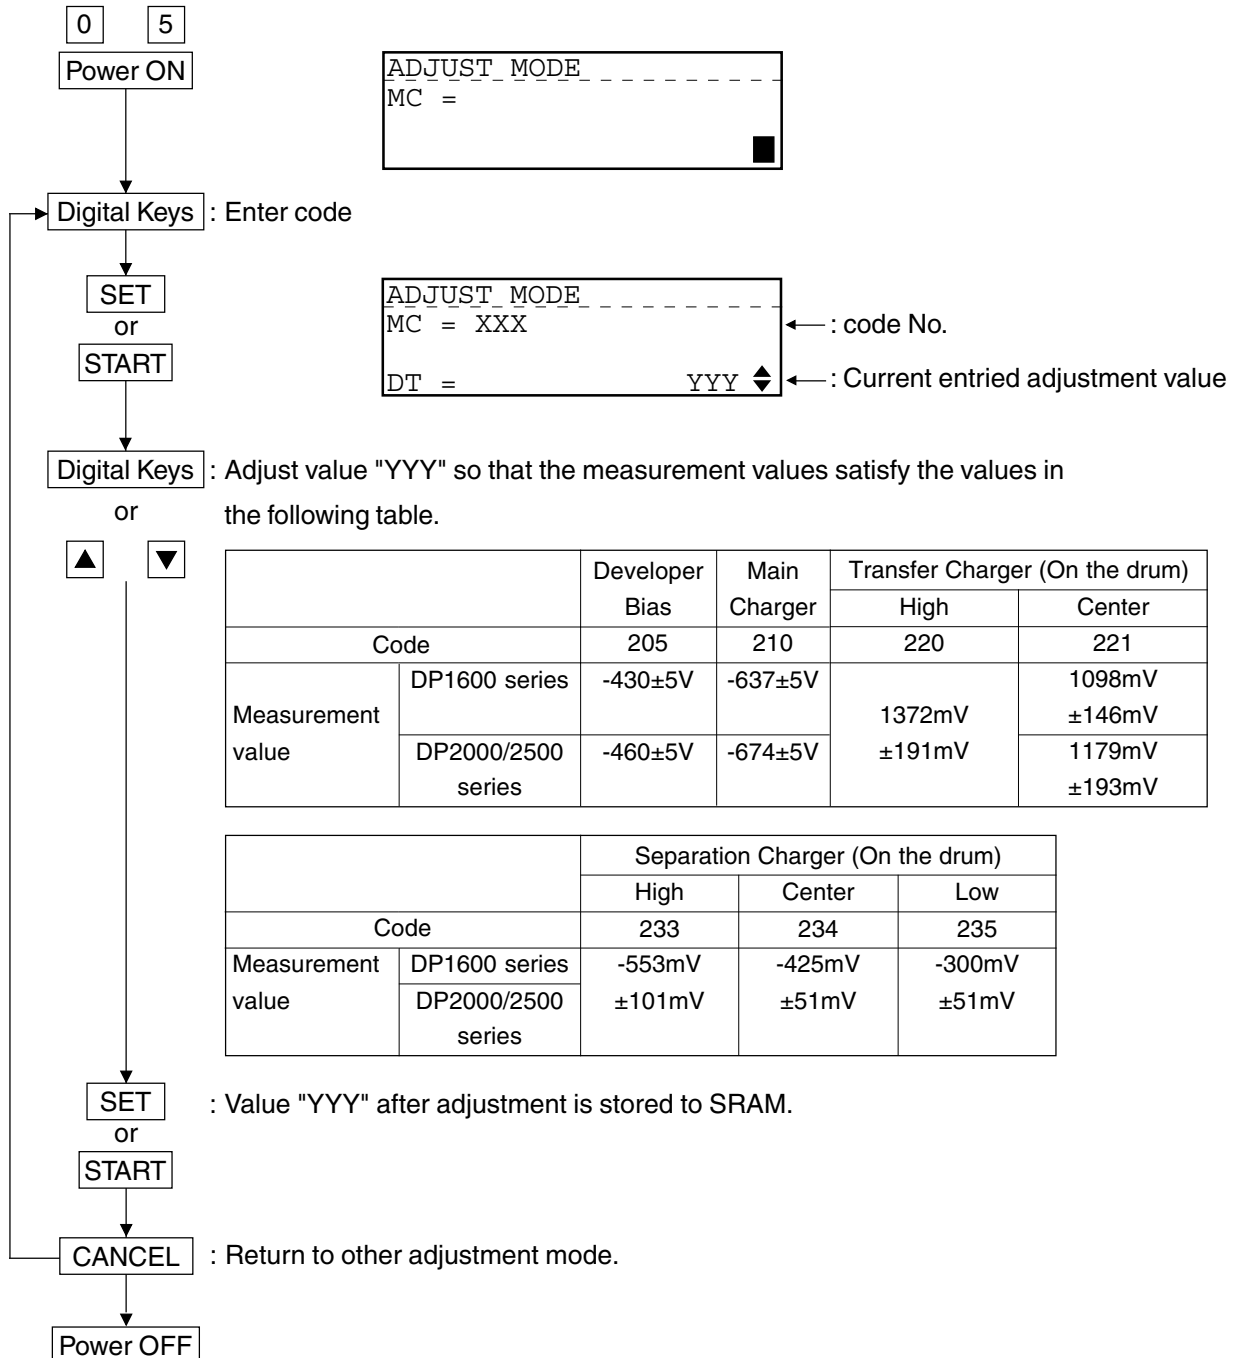 0 5
Power ON
ADJUST MODE
MC =
Digital Keys : Enter code
SET
or
START
ADJUST MODE
MC = XXX
: code No.
DT = YYY
: Current entried adjustment value
Digital Keys : Adjust value "YYY" so that the measurement values satisfy the values in
or
the following table.
▲ ▼
Developer Main Transfer Charger (On the drum)
Bias Charger High Center
Code 205 210 220 221
DP1600 series -430±5V -637±5V 1098mV
Measurement 1372mV ±146mV
value DP2000/2500 -460±5V -674±5V ±191mV 1179mV
series ±193mV
Separation Charger (On the drum)
High Center Low
Code 233 234 235
Measurement DP1600 series -553mV -425mV -300mV
value DP2000/2500 ±101mV ±51mV ±51mV
series
SET : Value "YYY" after adjustment is stored to SRAM.
or
START
CANCEL : Return to other adjustment mode.
Power OFF